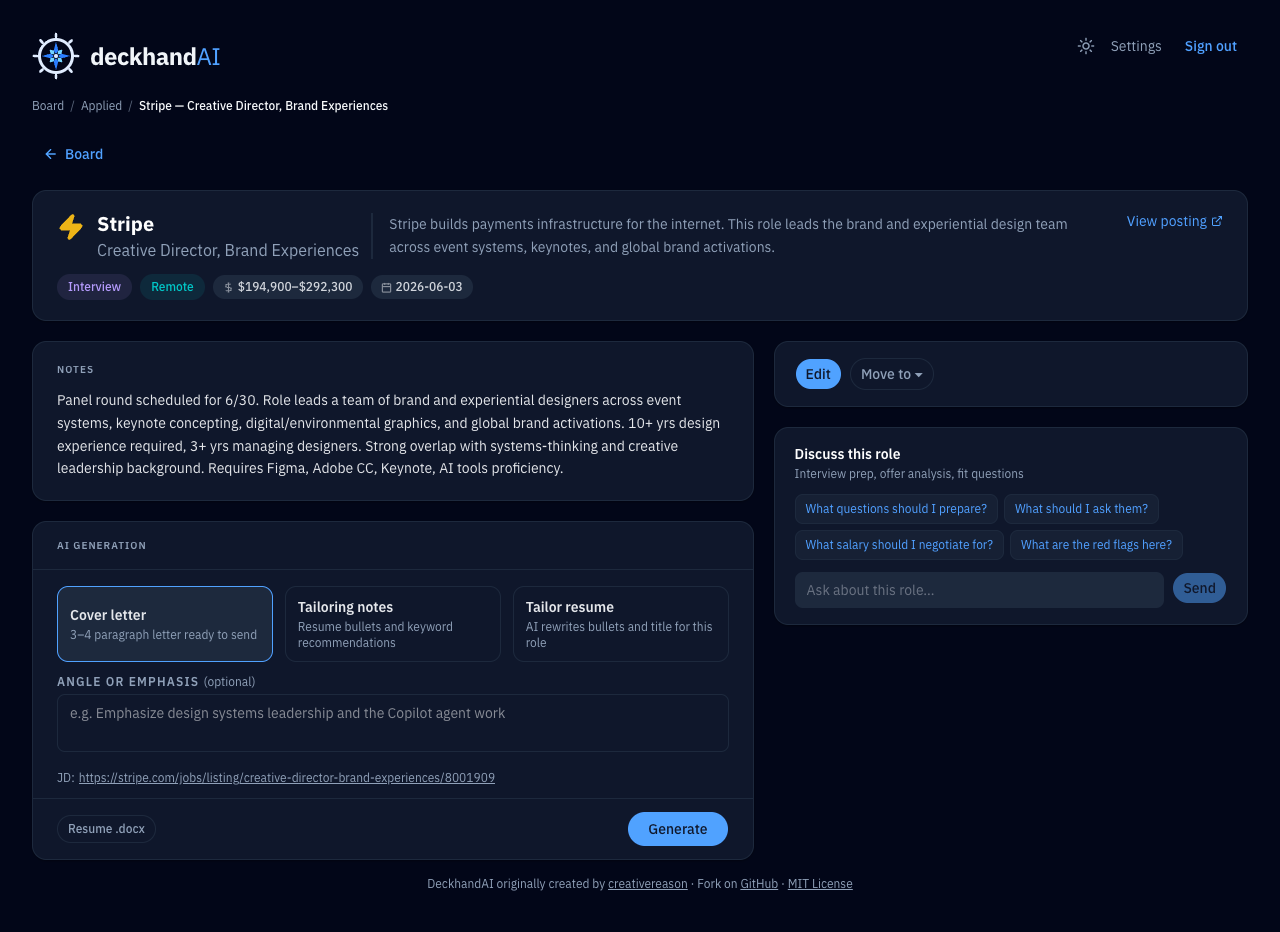 deckhandAI
Settings
Sign out
Board / Applied / Stripe — Creative Director, Brand Experiences
Board
Stripe
Creative Director, Brand Experiences
Stripe builds payments infrastructure for the internet. This role leads the brand and experiential design team
across event systems, keynotes, and global brand activations.
View posting
Interview
Remote
$ $194,900–$292,300
2026-06-03
NOTES
Panel round scheduled for 6/30. Role leads a team of brand and experiential designers across event
systems, keynote concepting, digital/environmental graphics, and global brand activations. 10+ yrs design
experience required, 3+ yrs managing designers. Strong overlap with systems-thinking and creative
leadership background. Requires Figma, Adobe CC, Keynote, AI tools proficiency.
Edit
Move to
Discuss this role
Interview prep, offer analysis, fit questions
What questions should I prepare?
What should I ask them?
What salary should I negotiate for?
What are the red flags here?
Ask about this role...
Send
AI GENERATION
Cover letter
3–4 paragraph letter ready to send
Tailoring notes
Resume bullets and keyword
recommendations
Tailor resume
AI rewrites bullets and title for this
role
ANGLE OR EMPHASIS (optional)
e.g. Emphasize design systems leadership and the Copilot agent work
JD: https://stripe.com/jobs/listing/creative-director-brand-experiences/8001909
Resume .docx
Generate
DeckhandAI originally created by creativereason · Fork on GitHub · MIT License